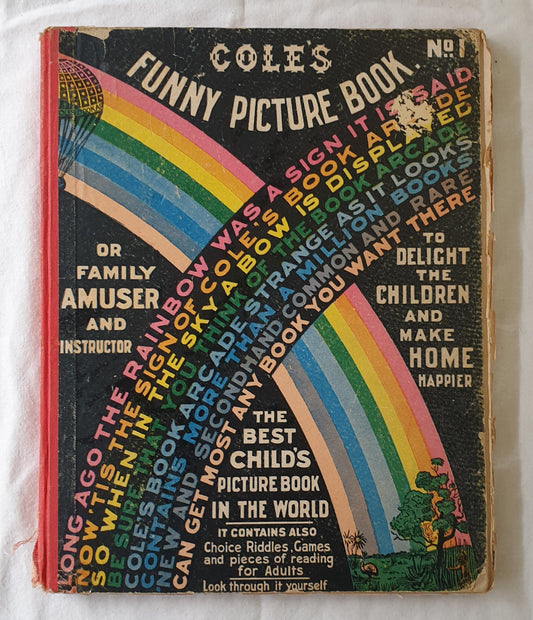 COLE'S
FUNNY PICTURE BOOK. No 1
LONG AGO THE RAINBOW WAS A SIGN IT IS SAID
NOW 'TIS THE SIGN OF COLE'S BOOK ARCADE
SO WHEN IN THE SKY A BOW IS DISPLAYED
BE SURE THAT YOU THINK OF THE BOOK ARCADE
COLE'S BOOK ARCADE STRANGE AS IT LOOKS
CONTAINS MORE THAN A MILLION BOOKS
NEW AND SECONDHAND COMMON AND RARE
CAN GET MOST ANY BOOK YOU WANT THERE
OR
FAMILY
AMUSER
AND
INSTRUCTOR
TO
DELIGHT
THE
CHILDREN
AND
MAKE
HOME
HAPPIER
THE
BEST
CHILD'S
PICTURE BOOK
IN THE WORLD
IT CONTAINS ALSO
Choice Riddles, Games
and pieces of reading
for Adults
Look through it yourself